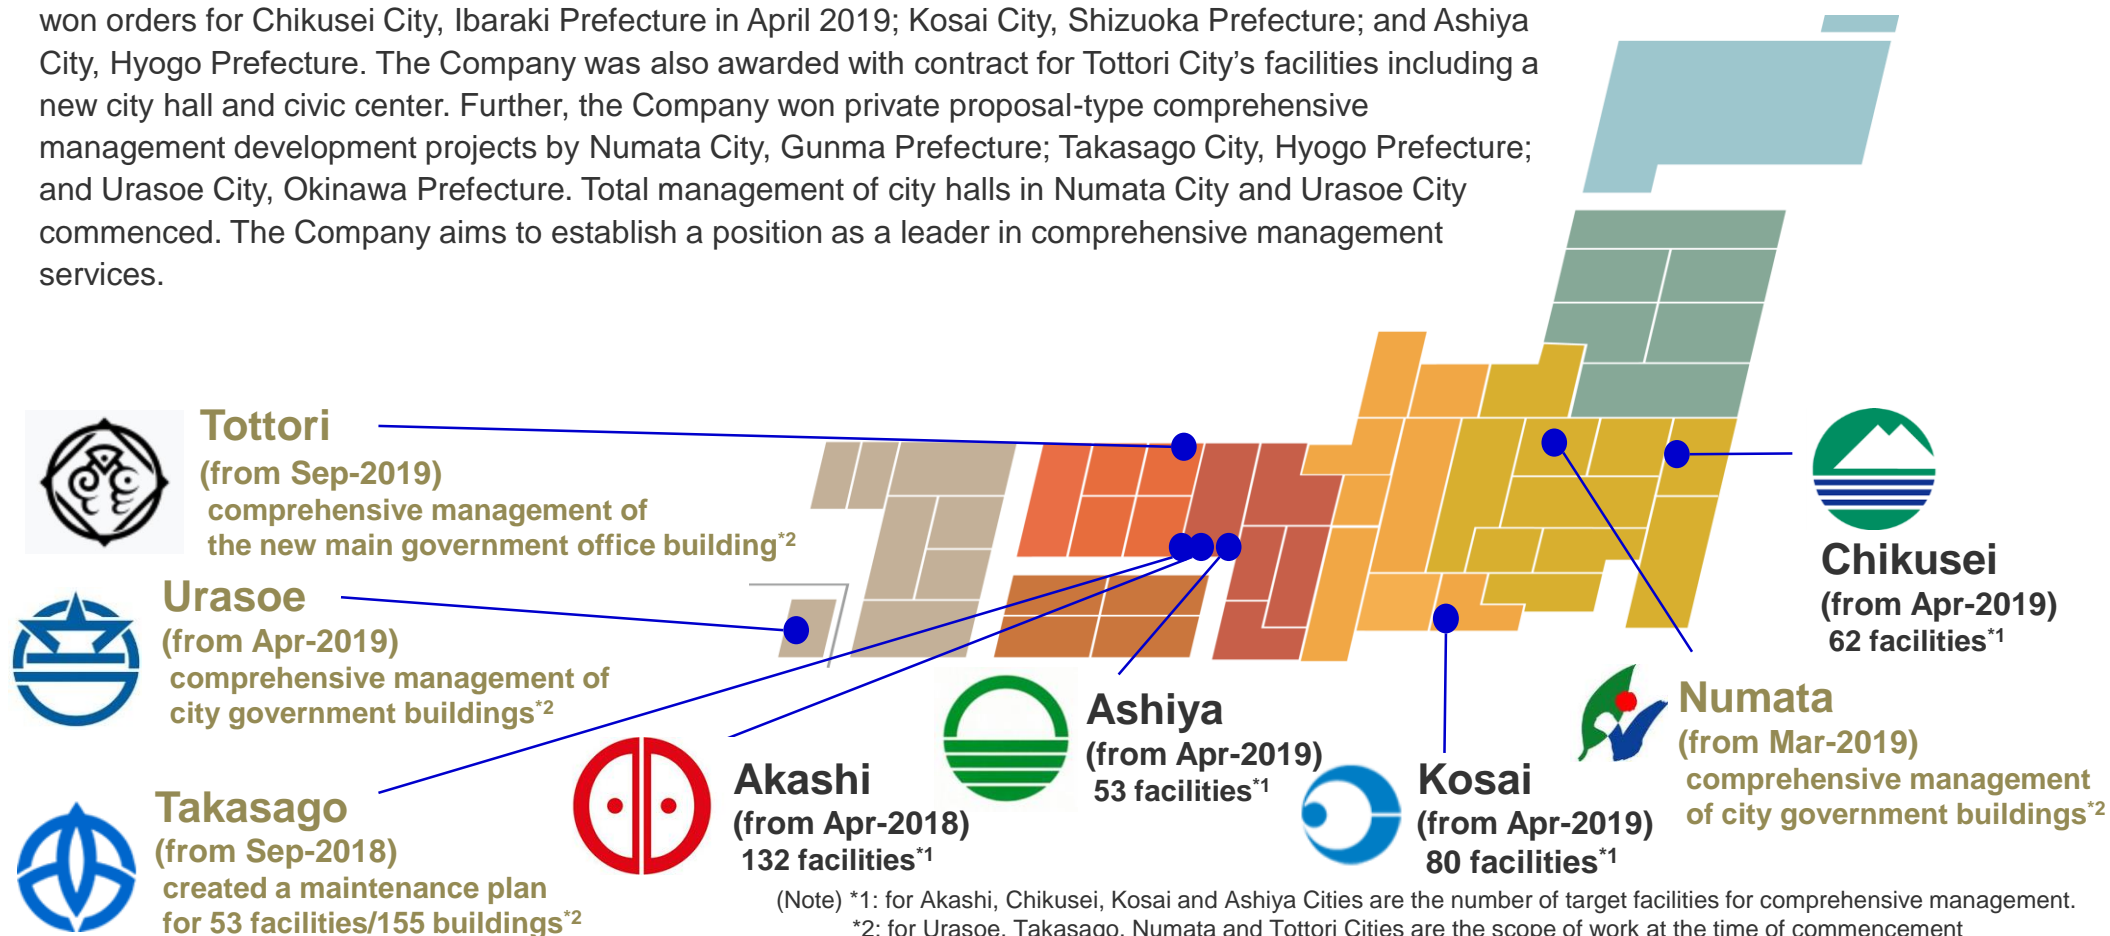 won orders for Chikusei City, Ibaraki Prefecture in April 2019; Kosai City, Shizuoka Prefecture; and Ashiya
City, Hyogo Prefecture. The Company was also awarded with contract for Tottori City's facilities including a
new city hall and civic center. Further, the Company won private proposal-type comprehensive
management development projects by Numata City, Gunma Prefecture; Takasago City, Hyogo Prefecture;
and Urasoe City, Okinawa Prefecture. Total management of city halls in Numata City and Urasoe City
commenced. The Company aims to establish a position as a leader in comprehensive management
services.
Tottori
(from Sep-2019)
comprehensive management of
the new main government office building*2
Urasoe
(from Apr-2019)
comprehensive management of
city government buildings*2
Takasago
(from Sep-2018)
created a maintenance plan
for 53 facilities/155 buildings*2
Akashi
(from Apr-2018)
132 facilities*1
Ashiya
(from Apr-2019)
53 facilities*1
Kosai
(from Apr-2019)
80 facilities*1
Chikusei
(from Apr-2019)
62 facilities*1
Numata
(from Mar-2019)
comprehensive management
of city government buildings*2
(Note) *1: for Akashi, Chikusei, Kosai and Ashiya Cities are the number of target facilities for comprehensive management.
*2: for Urasoe, Takasago, Numata and Tottori Cities are the scope of work at the time of commencement